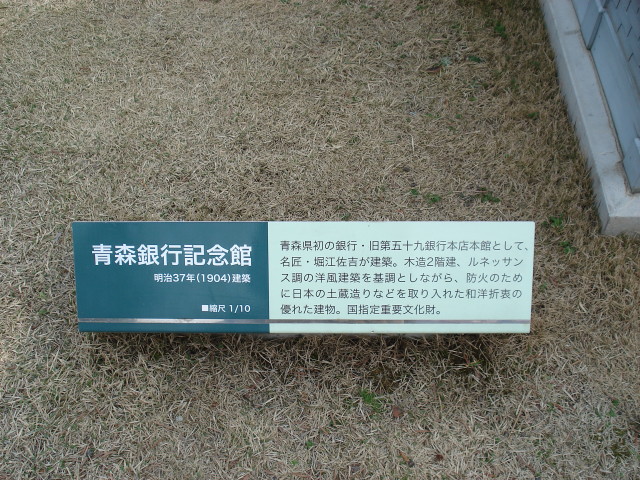 青森銀行記念館
明治37年(1904)建築
■縮尺 1/10
青森県初の銀行・旧第五十九銀行本店本館として、
名匠・堀江佐吉が建築。木造2階建、ルネッサン
ス調の洋風建築を基調としながら、防火のため
に日本の土蔵造りなどを取り入れた和洋折衷の
優れた建物。国指定重要文化財。